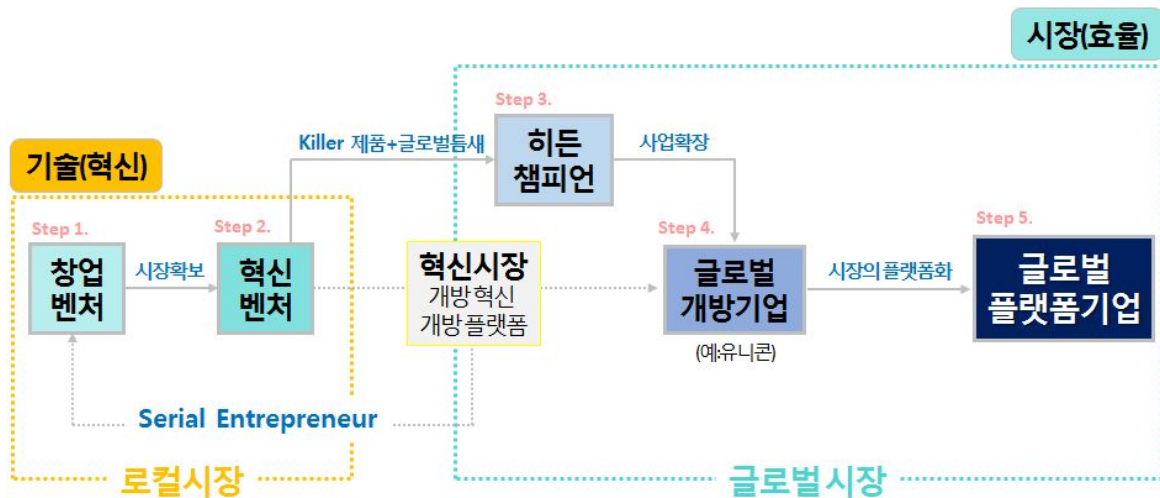 시장(효율)
Step 3.
Killer 제품+글로벌틈새
히든
챔피언
사업확장
기술(혁신)
Step 1.
창업
벤처
시장확보
Step 2.
혁신
벤처
혁신시장
개방혁신
개방플랫폼
Step 4.
글로벌
개방기업
(예:유니콘)
시장의 플랫폼화
Step 5.
글로벌
플랫폼기업
Serial Entrepreneur
로컬시장
글로벌시장